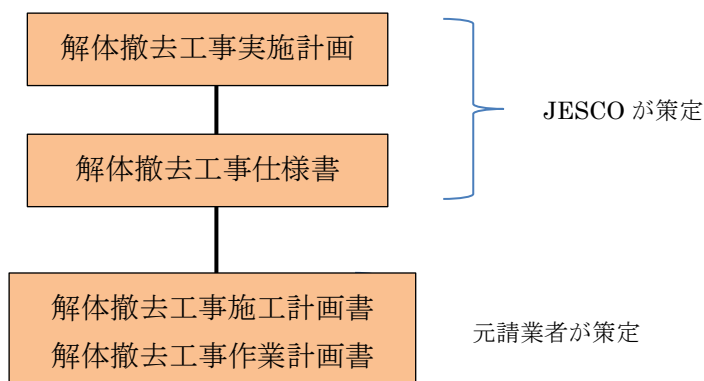 解体撤去工事実施計画
JESCO が策定
解体撤去工事仕様書
解体撤去工事施工計画書
解体撤去工事作業計画書
元請業者が策定